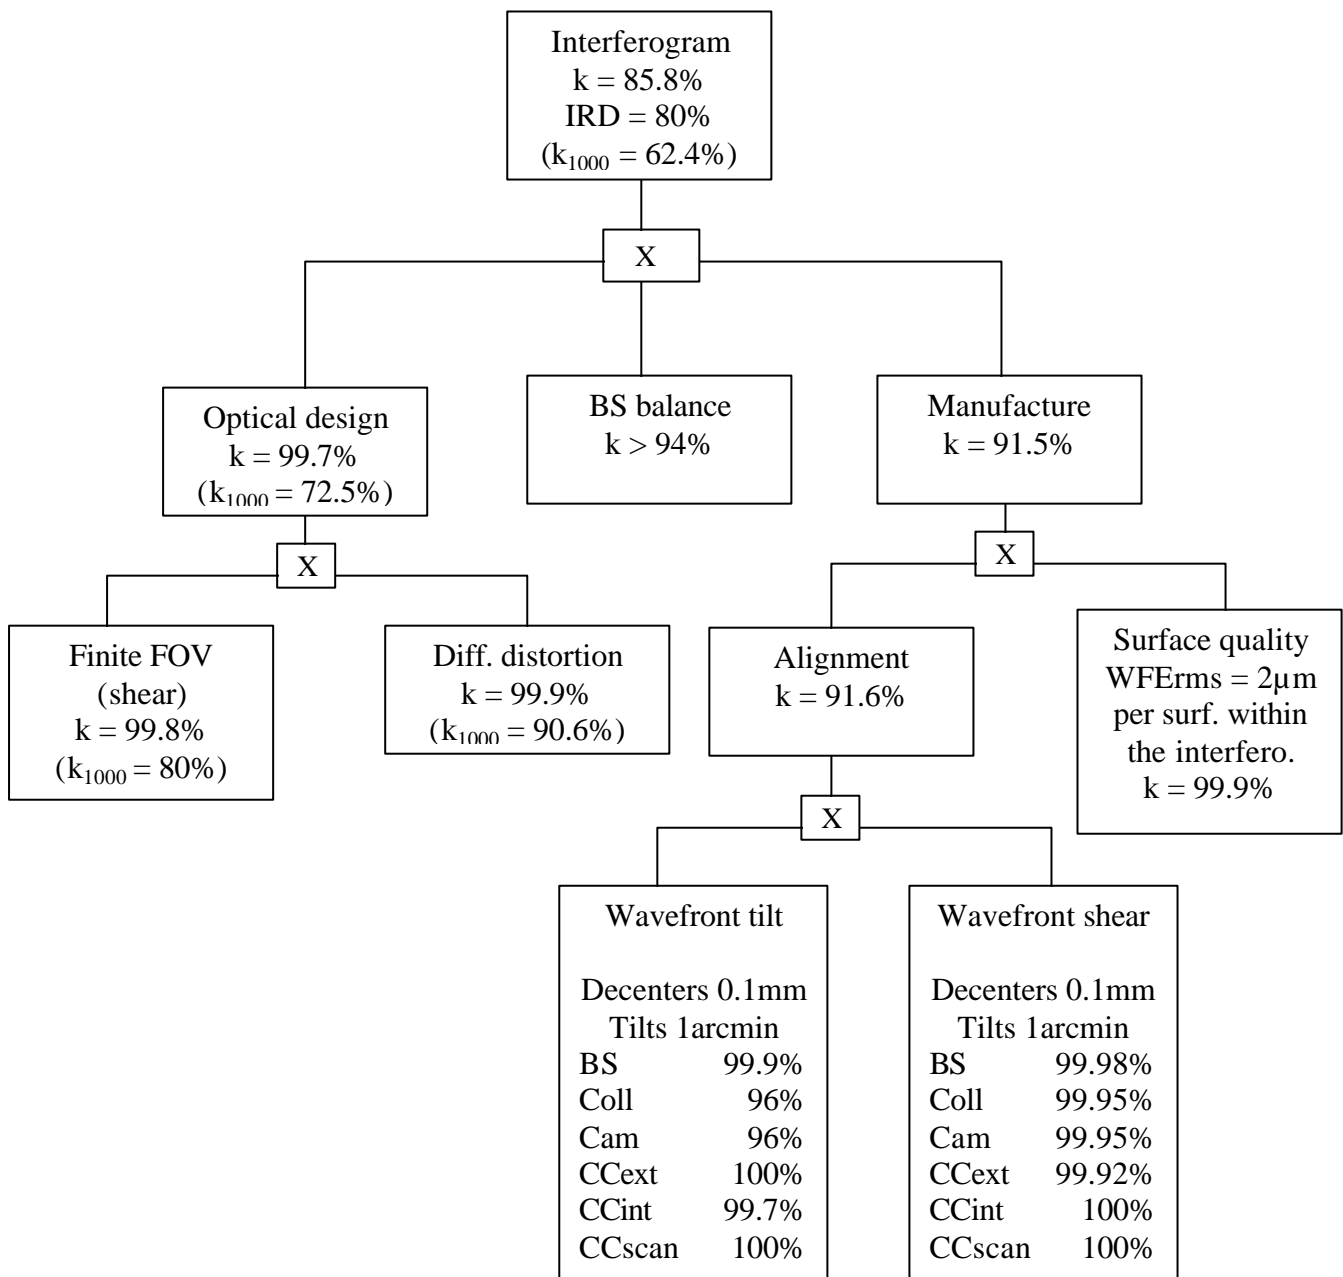 Interferogram
k = 85.8%
IRD = 80%
(k1000 = 62.4%)
X
Optical design
k = 99.7%
(k1000 = 72.5%)
BS balance
k > 94%
Manufacture
k = 91.5%
X
X
Finite FOV
(shear)
k = 99.8%
(k1000 = 80%)
Diff. distortion
k = 99.9%
(k1000 = 90.6%)
Alignment
k = 91.6%
Surface quality
WFErms = 2µm
per surf. within
the interfero.
k = 99.9%
X
Wavefront tilt
Decenters 0.1mm
Tilts 1arcmin
BS 99.9%
Coll 96%
Cam 96%
CCext 100%
CCint 99.7%
CCscan 100%
Wavefront shear
Decenters 0.1mm
Tilts 1arcmin
BS 99.98%
Coll 99.95%
Cam 99.95%
CCext 99.92%
CCint 100%
CCscan 100%